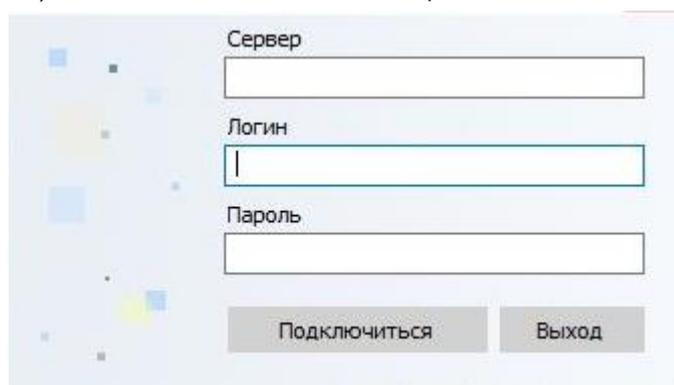 Сервер
Логин
Пароль
Подключиться Выход